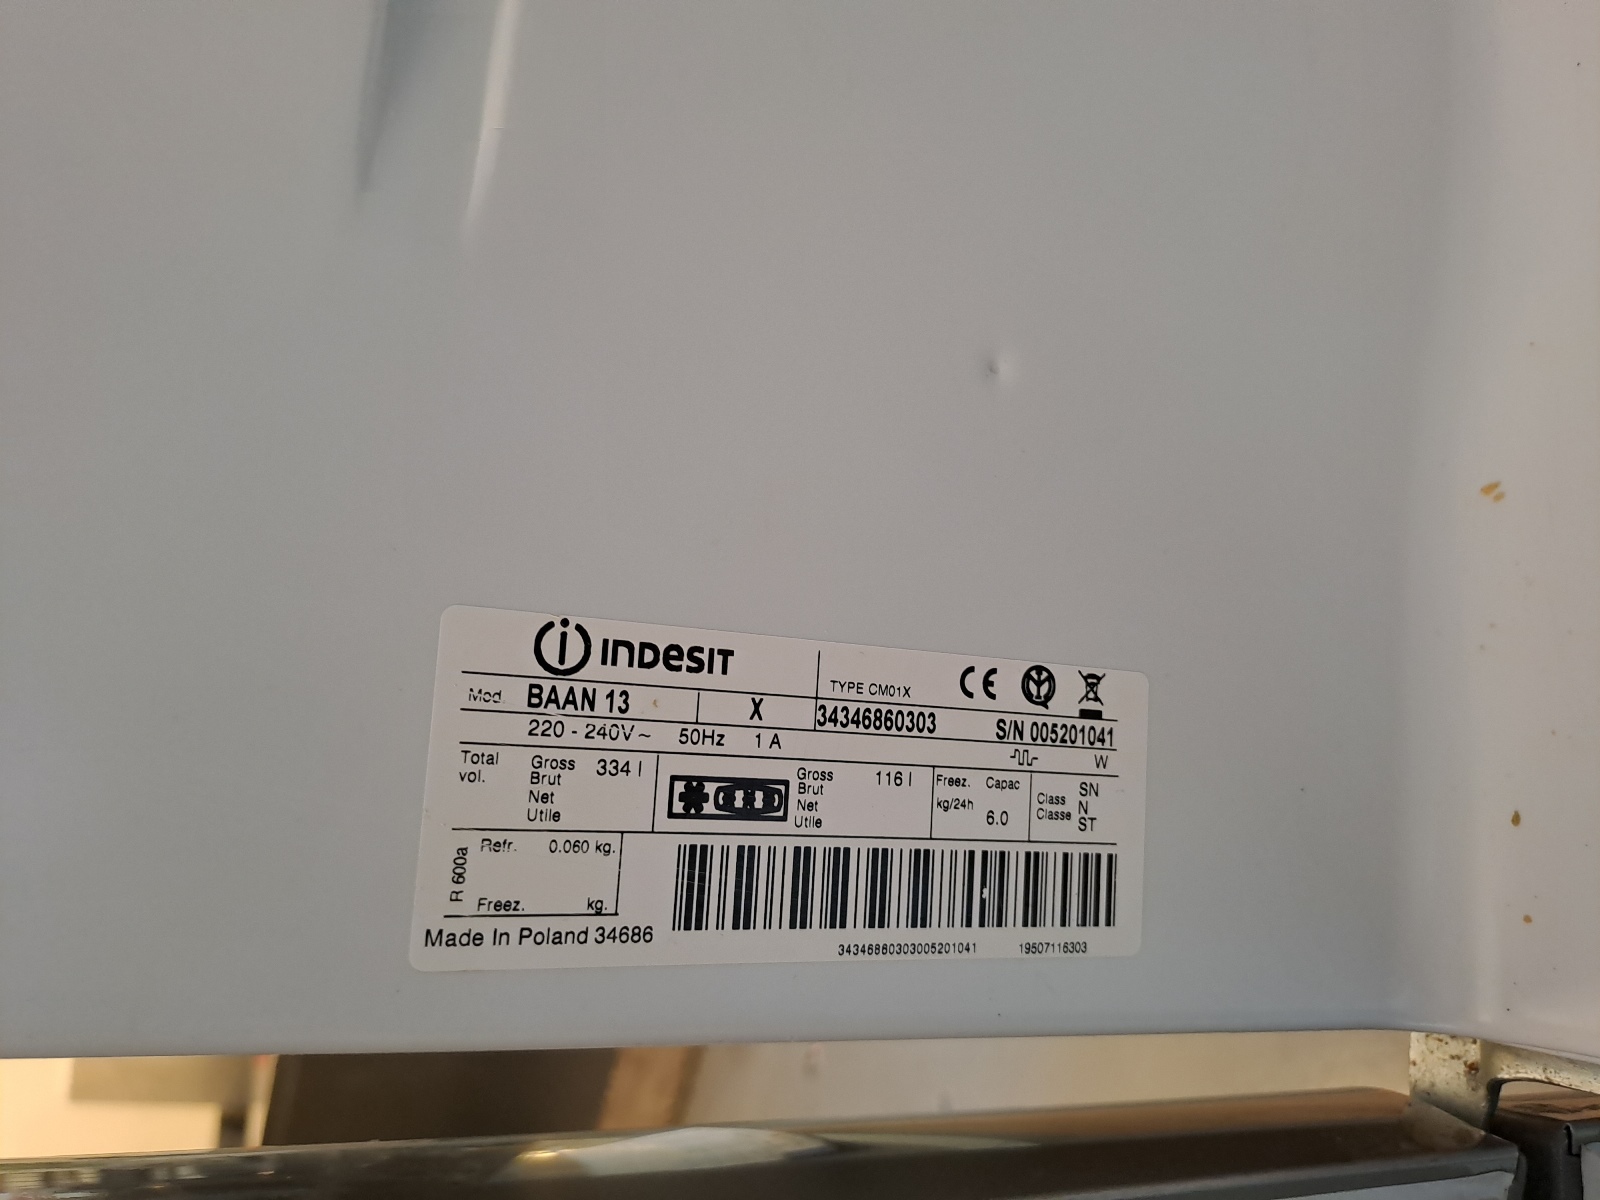 INDESIT
TYPE CM01X
Mod. BAAN 13 X 34346860303 S/N 005201041
220 - 240V ~ 50Hz 1 A W
Total vol. Gross Brut 334 l
Net Utile
Gross Brut 116 l
Net Utile
Freez. Capac
kg/24h 6.0
Class Classe SN N ST
R 600a
Refr. 0.060 kg.
Freez. kg.
Made In Poland 34686
34346860303005201041 19507116303